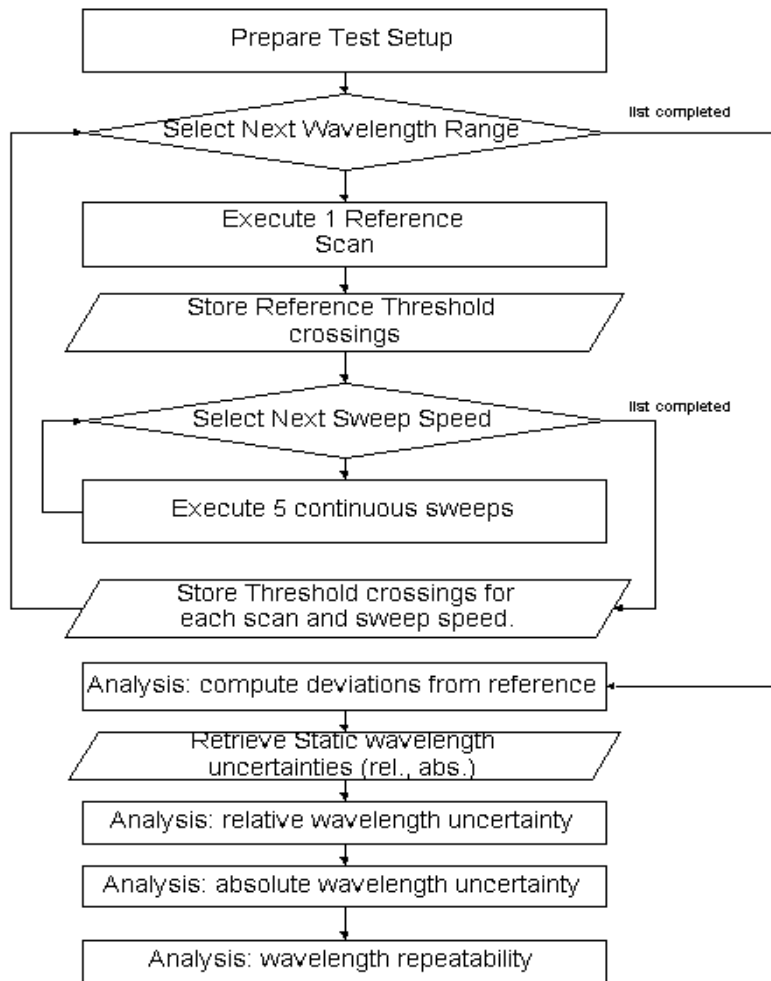 Prepare Test Setup
list completed
Select Next Wavelength Range
Execute 1 Reference
Scan
Store Reference Threshold
crossings
list completed
Select Next Sweep Speed
Execute 5 continuous sweeps
Store Threshold crossings for
each scan and sweep speed.
Analysis: compute deviations from reference
Retrieve Static wavelength
uncertainties (rel., abs.)
Analysis: relative wavelength uncertainty
Analysis: absolute wavelength uncertainty
Analysis: wavelength repeatability